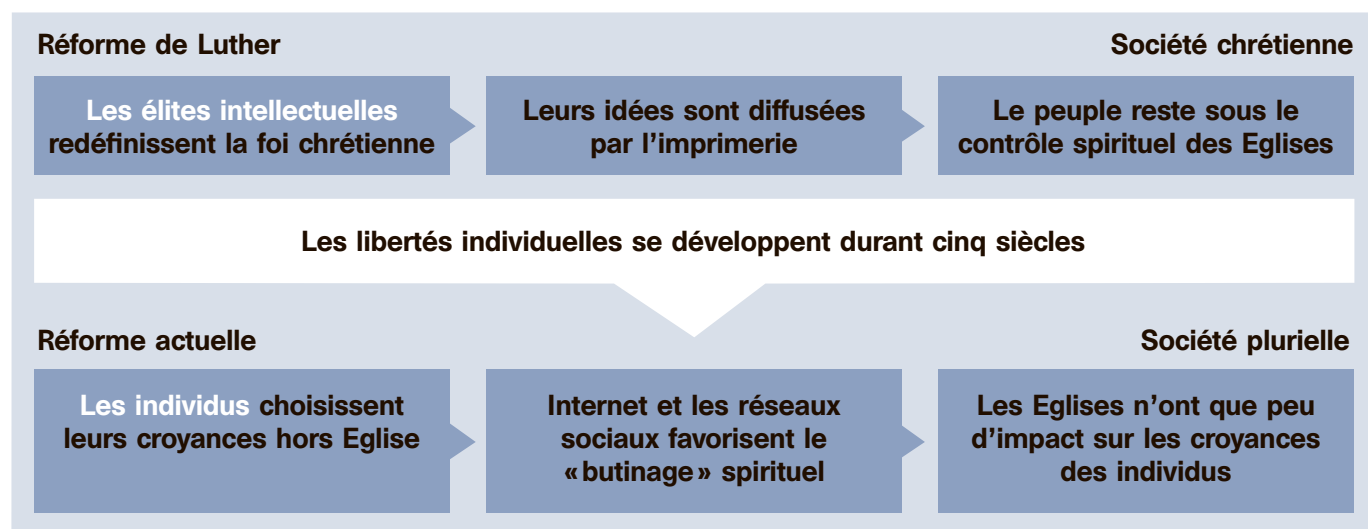 Réforme de Luther
Société chrétienne
Les élites intellectuelles
redéfinissent la foi chrétienne
Leurs idées sont diffusées
par l’imprimerie
Le peuple reste sous le
contrôle spirituel des Eglises
Les libertés individuelles se développent durant cinq siècles
Réforme actuelle
Société plurielle
Les individus choisissent
leurs croyances hors Eglise
Internet et les réseaux
sociaux favorisent le
«butinage» spirituel
Les Eglises n’ont que peu
d’impact sur les croyances
des individus